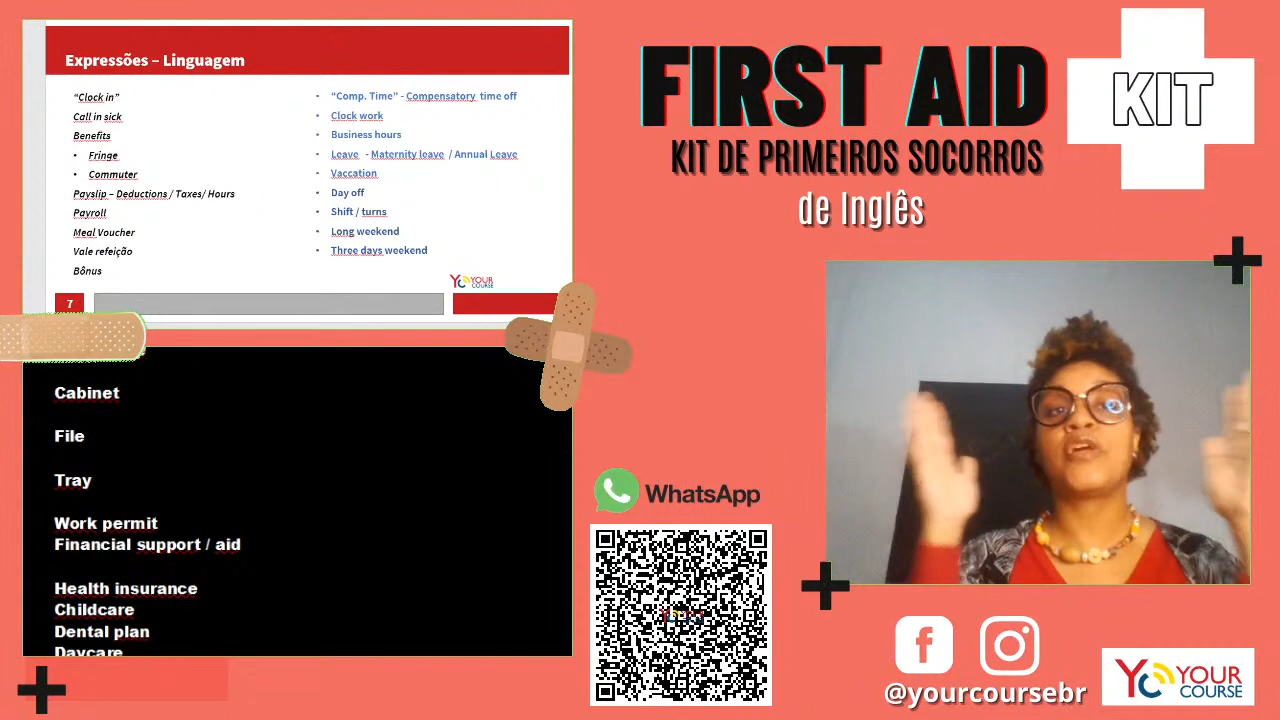 Expressões – Linguagem
“Clock in”
Call in sick
Benefits
• Fringe
• Commuter
Payslip – Deductions / Taxes/ Hours
Payroll
Meal Voucher
Vale refeição
Bônus
• “Comp. Time” - Compensatory time off
• Clock work
• Business hours
• Leave - Maternity leave / Annual Leave
• Vaccation
• Day off
• Shift / turns
• Long weekend
• Three days weekend
YC YOUR COURSE
7
Cabinet
File
Tray
Work permit
Financial support / aid
Health insurance
Childcare
Dental plan
Daycare
FIRST AID
KIT
KIT DE PRIMEIROS SOCORROS
de Inglês
WhatsApp
@yourcoursebr
YC YOUR
COURSE